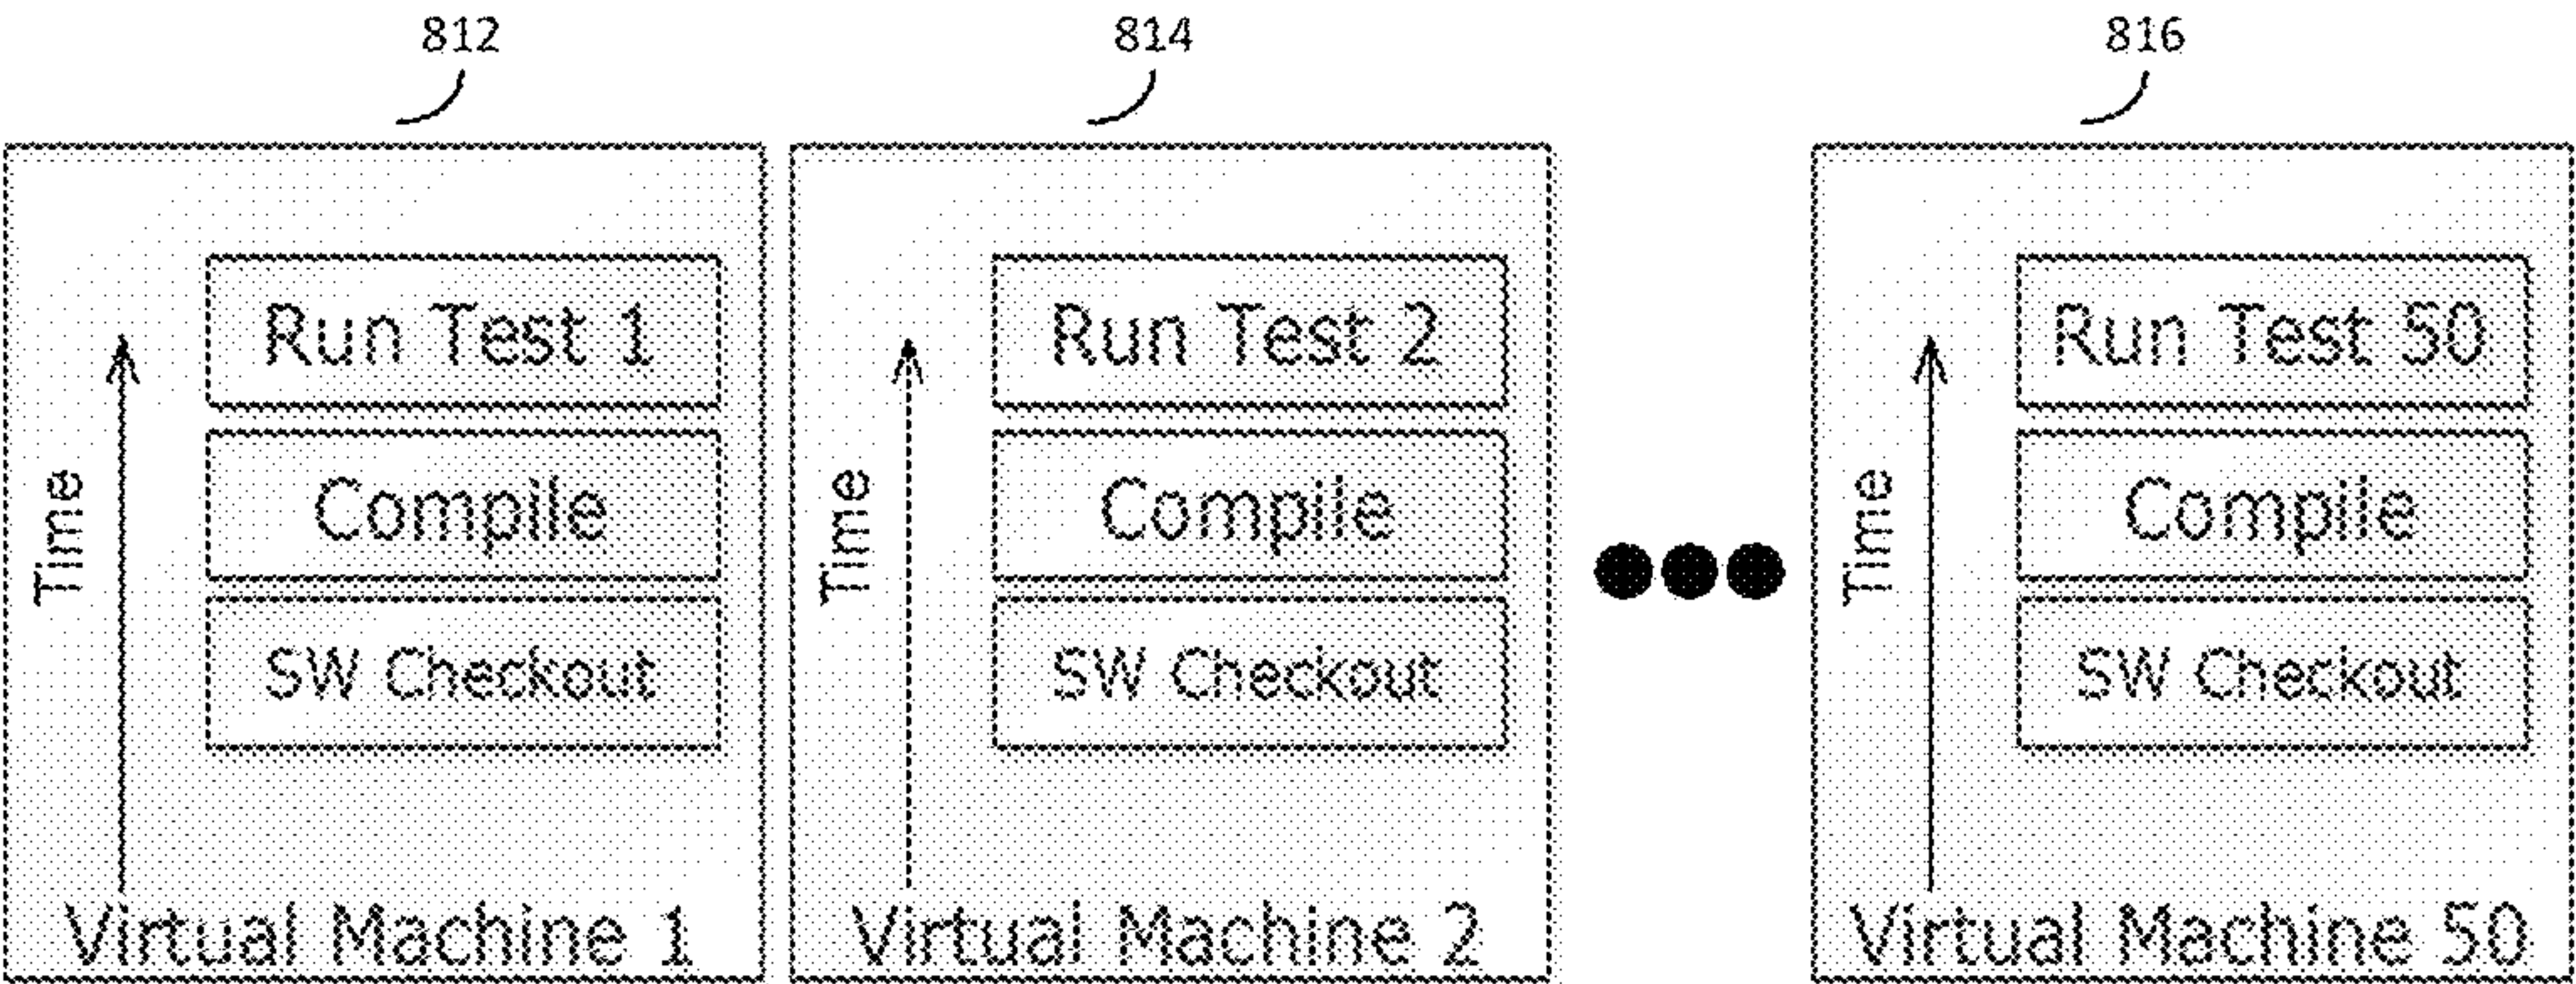 812
814
816
Run Test 1
Compile
SW Checkout
Time
Virtual Machine 1
Run Test 2
Compile
SW Checkout
Time
Virtual Machine 2
Run Test 50
Compile
SW Checkout
Time
Virtual Machine 50